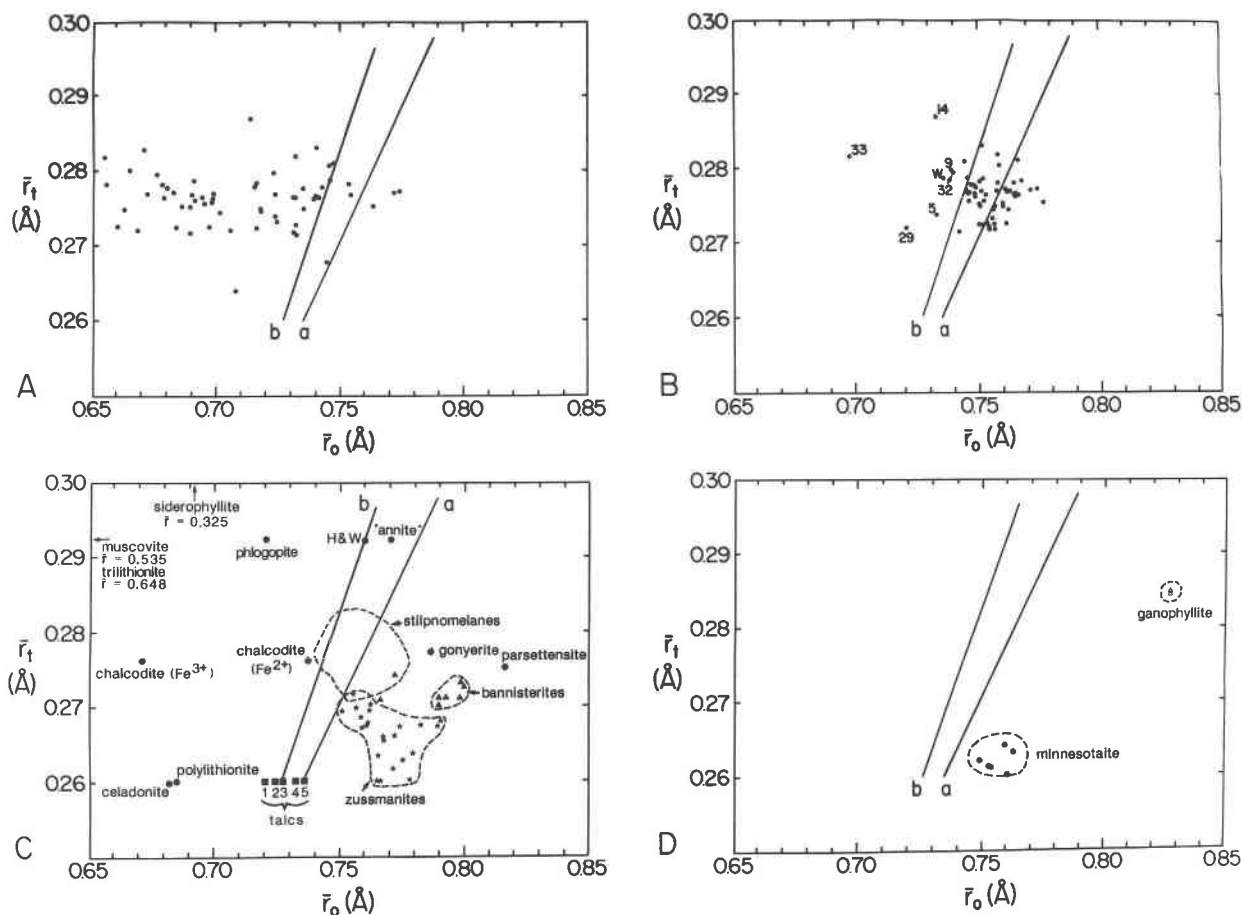 0.30
0.29
0.28
0.27
0.26
r̄t
(Å)
b a
A
0.65 0.70 0.75 0.80 0.85
r̄o (Å)
0.30
0.29
0.28
0.27
0.26
r̄t
(Å)
14
33
9
W
32
5
29
b a
B
0.65 0.70 0.75 0.80 0.85
r̄o (Å)
0.30
0.29
0.28
0.27
0.26
r̄t
(Å)
siderophyllite
r̄ = 0.325
b a
muscovite
r̄ = 0.535
trilithionite
r̄ = 0.648
phlogopite
H & W
"annite"
stilpnomelanes
chalcodite
(Fe2+)
gonyerite
parsettensite
chalcodite (Fe3+)
bannisterites
polylithionite
celadonite
1 23 45
talcs
zussmanites
C
0.65 0.70 0.75 0.80 0.85
r̄o (Å)
0.30
0.29
0.28
0.27
0.26
r̄t
(Å)
ganophyllite
minnesotaite
b a
D
0.65 0.70 0.75 0.80 0.85
r̄o (Å)